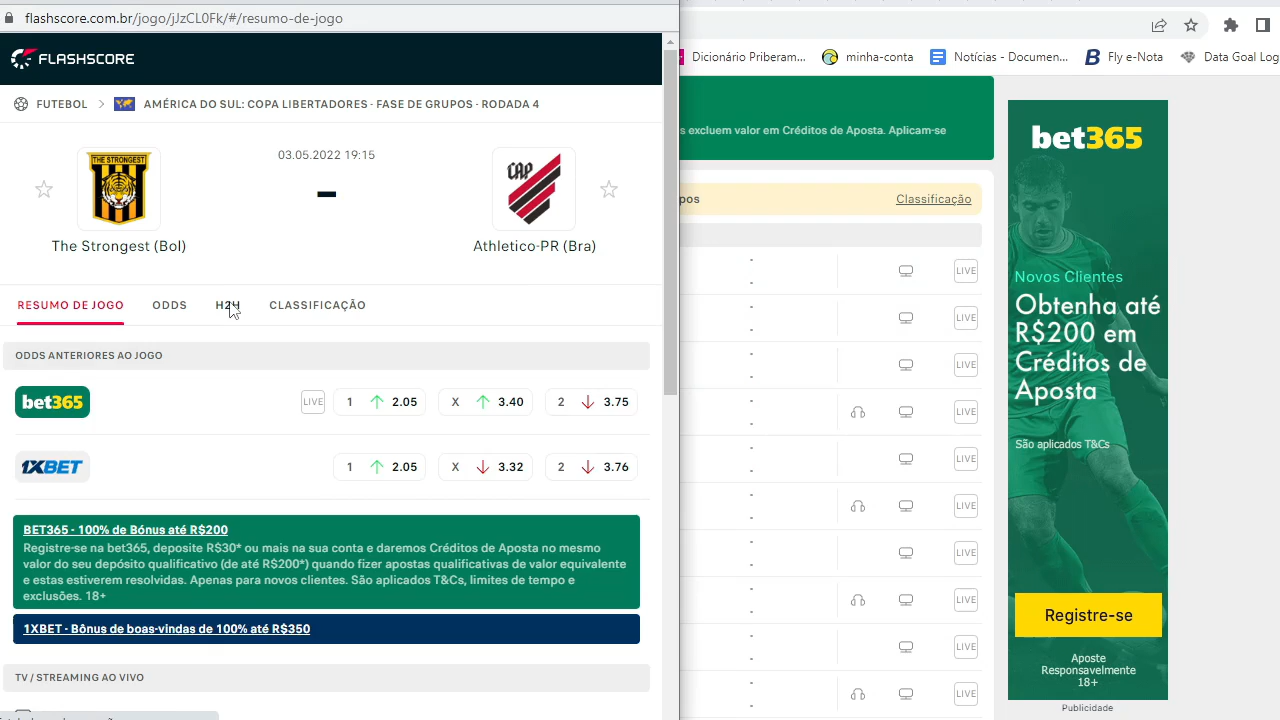 flashscore.com.br/jogo/jJzCL0Fk/#/resumo-de-jogo
FLASHSCORE
FUTEBOL
AMÉRICA DO SUL: COPA LIBERTADORES - FASE DE GRUPOS - RODADA 4
THE STRONGEST
The Strongest (Bol)
03.05.2022 19:15
-
CAP
Athletico-PR (Bra)
RESUMO DE JOGO
ODDS
H2H
CLASSIFICAÇÃO
ODDS ANTERIORES AO JOGO
bet365
LIVE
1 2.05
X 3.40
2 3.75
1XBET
1 2.05
X 3.32
2 3.76
BET365 - 100% de Bónus até R$200
Registre-se na bet365, deposite R$30* ou mais na sua conta e daremos Créditos de Aposta no mesmo
valor do seu depósito qualificativo (de até R$200*) quando fizer apostas qualificativas de valor equivalente
e estas estiverem resolvidas. Apenas para novos clientes. São aplicados T&Cs, limites de tempo e
exclusões. 18+
1XBET - Bônus de boas-vindas de 100% até R$350
TV / STREAMING AO VIVO
Dicionário Priberam...
minha-conta
Notícias - Documen...
Fly e-Nota
Data Goal Log
s excluem valor em Créditos de Aposta. Aplicam-se
pos
Classificação
- - LIVE
- - LIVE
- - LIVE
- - LIVE
- - LIVE
- - LIVE
- - LIVE
- - LIVE
- - LIVE
- - LIVE
bet365
Novos Clientes
Obtenha até
R$200 em
Créditos de
Aposta
São aplicados T&Cs
Registre-se
Aposte
Responsavelmente
18+
Publicidade